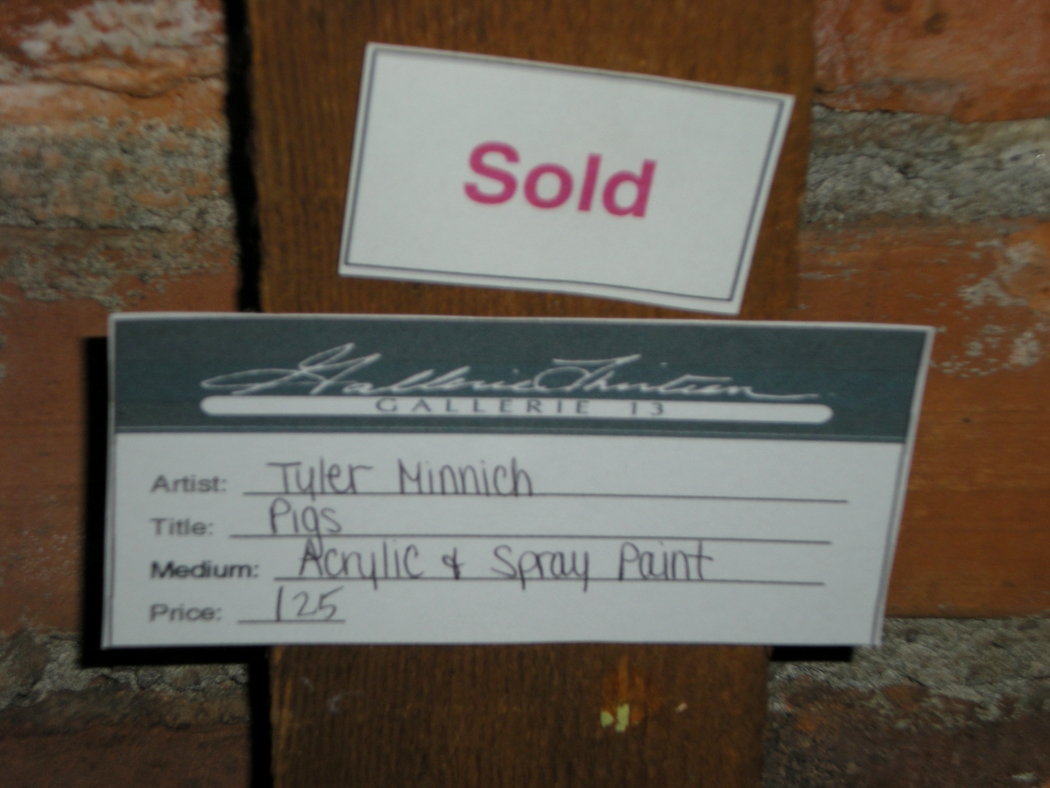 Sold
Gallerie Thirteen
GALLERIE 13
Artist: Tyler Minnich
Title: Pigs
Medium: Acrylic & Spray Paint
Price: 125